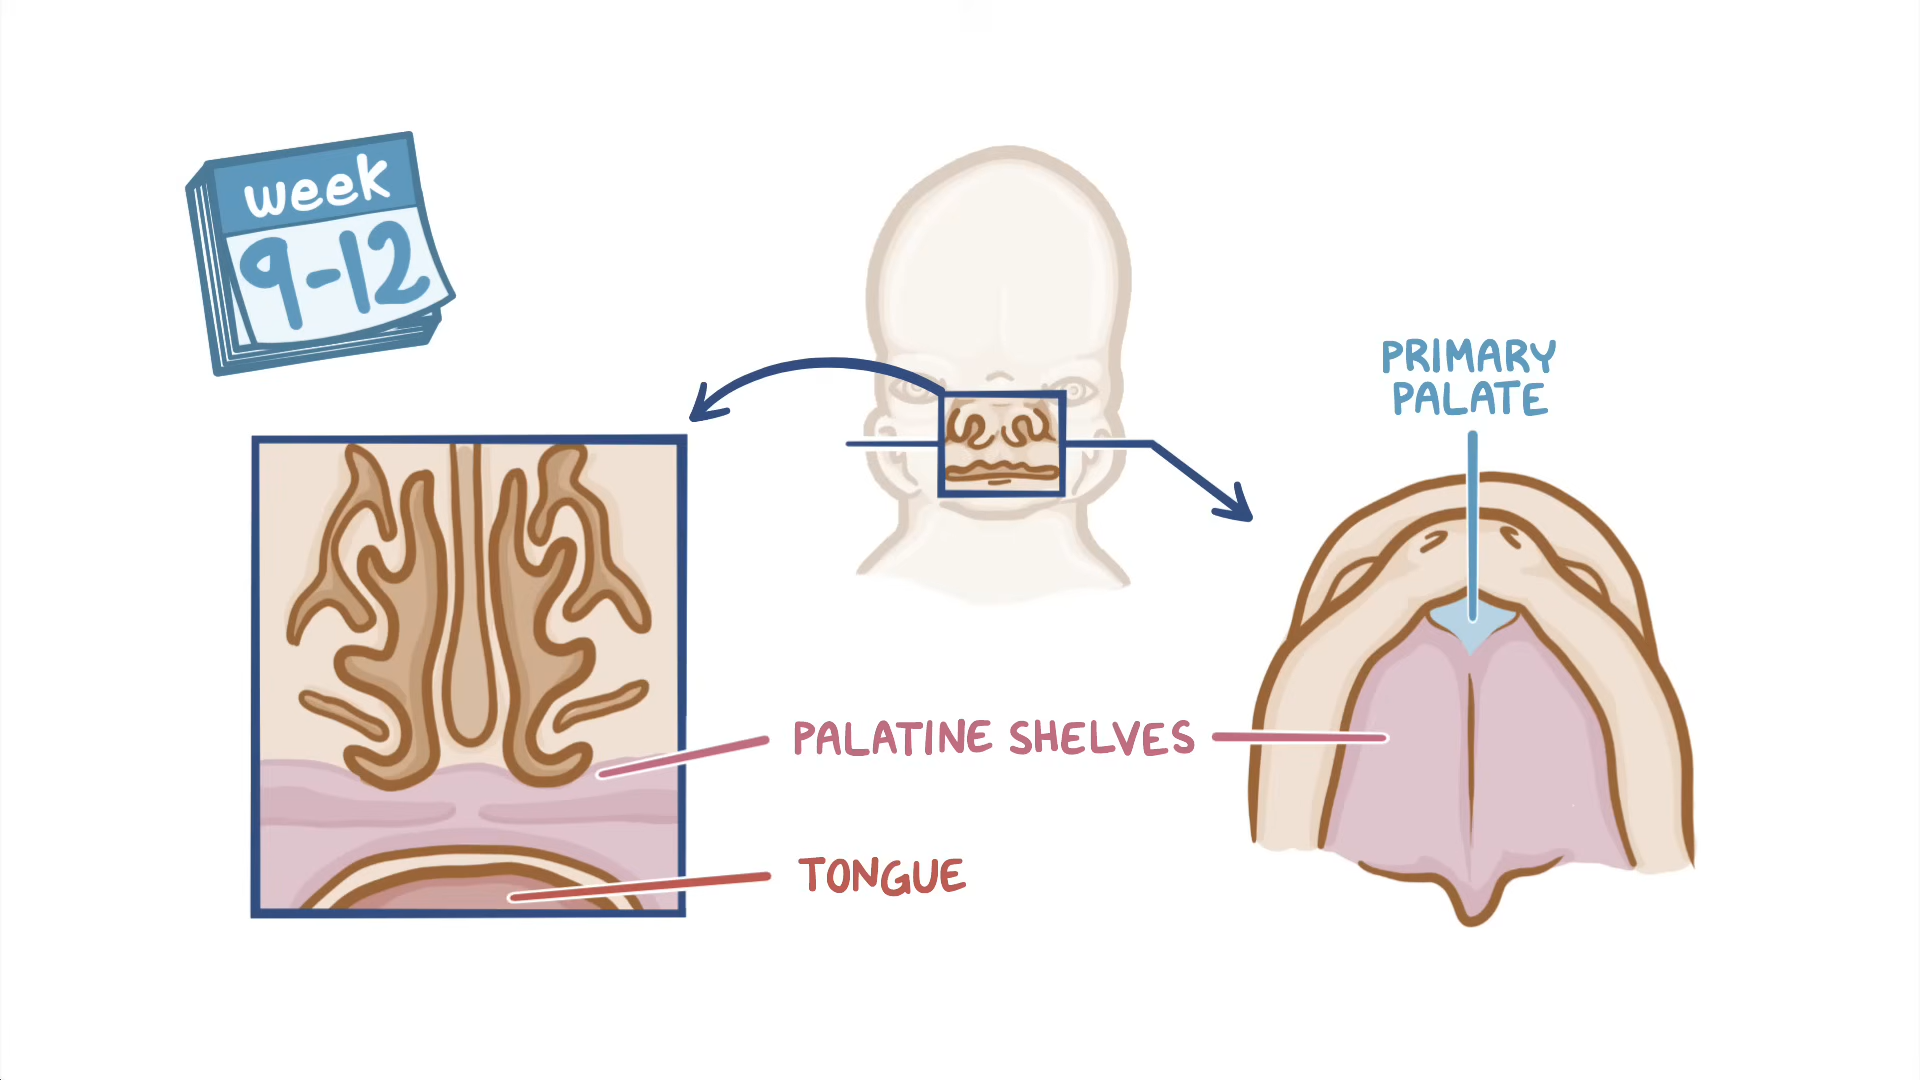 week
9-12
PRIMARY
PALATE
PALATINE SHELVES
TONGUE